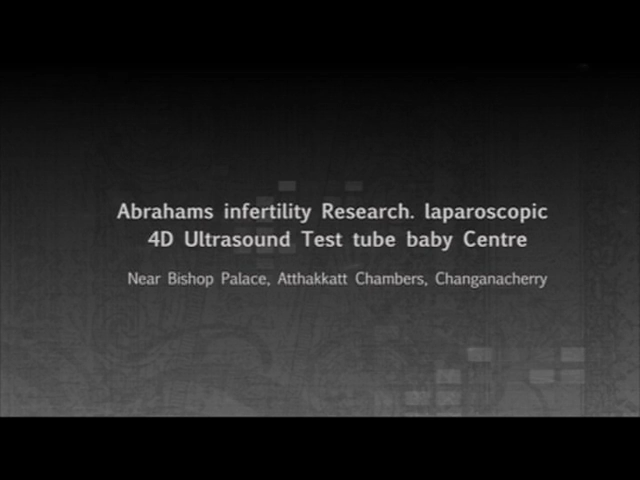 Abrahams infertility Research. laparoscopic
4D Ultrasound Test tube baby Centre
Near Bishop Palace, Atthakkatt Chambers, Changanacherry